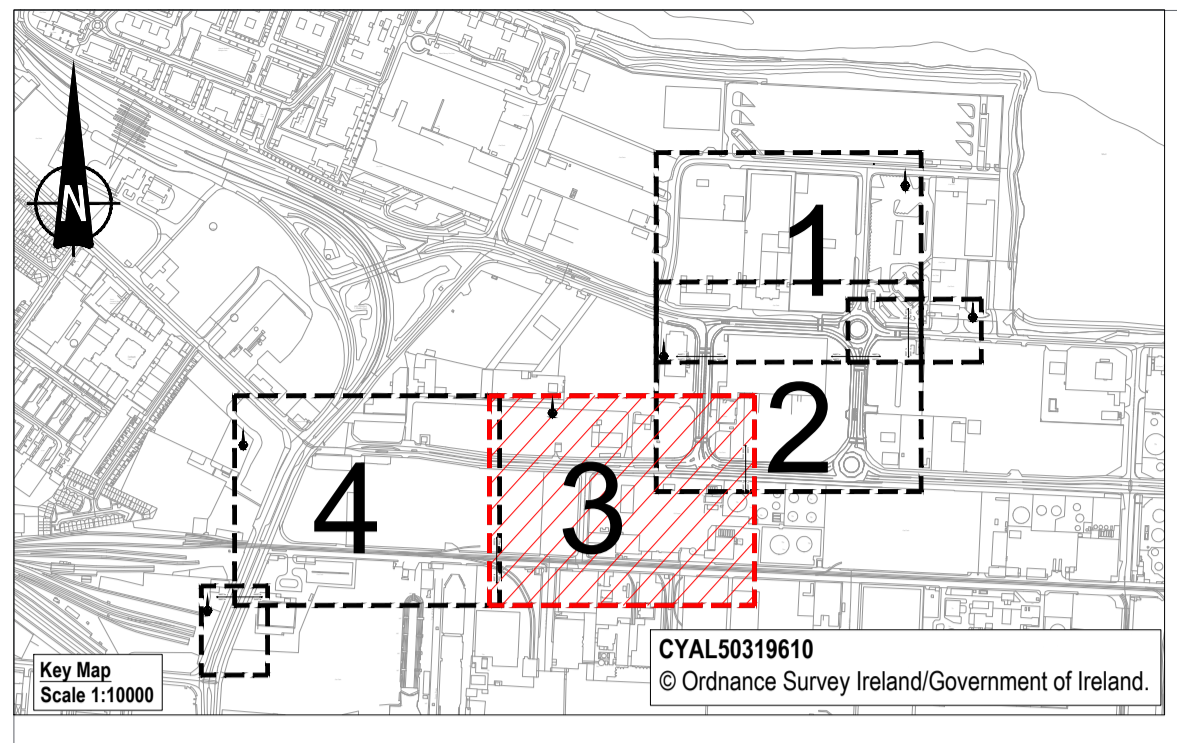 N
1
2
3
4
Key Map
Scale 1:10000
CYAL50319610
© Ordnance Survey Ireland/Government of Ireland.